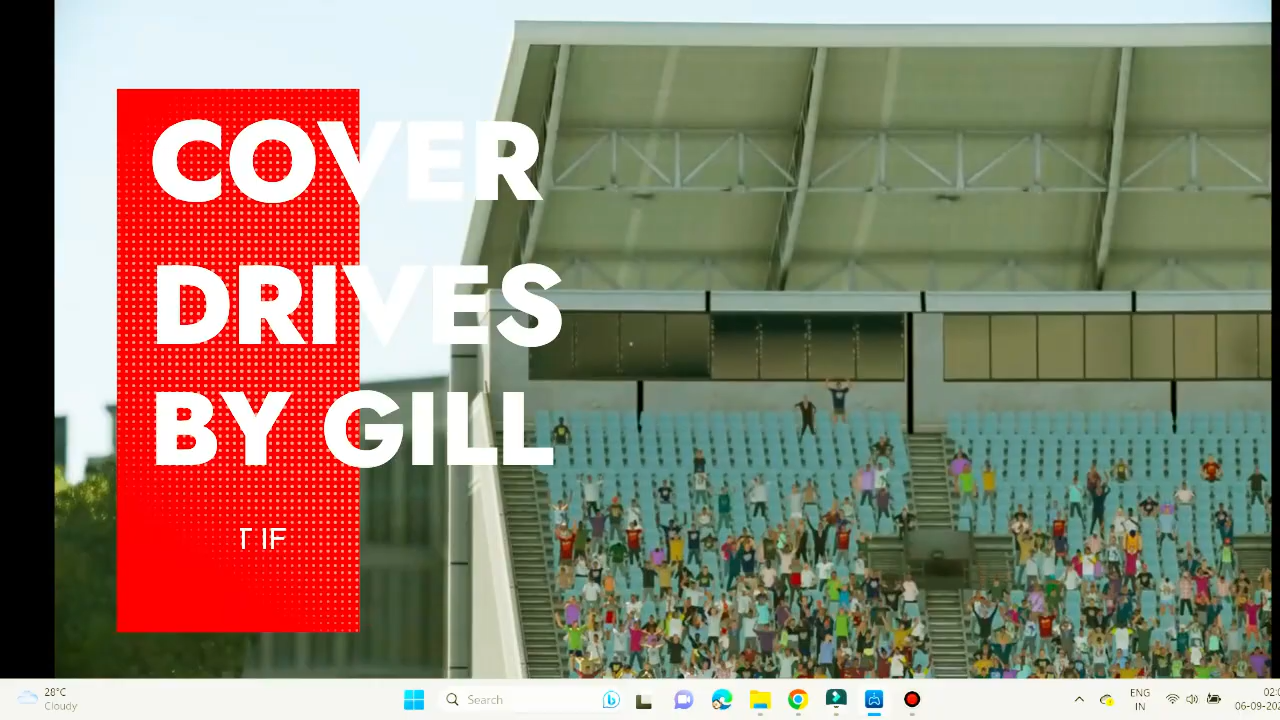 COVER
DRIVES
BY GILL
T IF
28°C
Cloudy
Search
ENG
IN